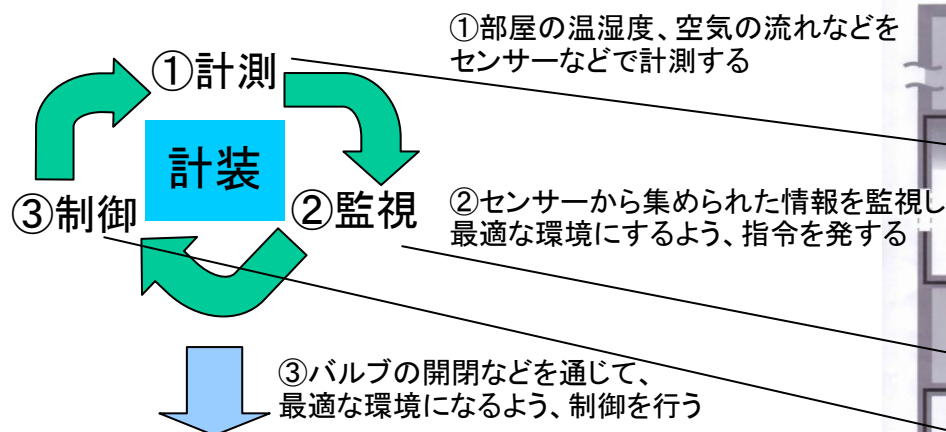 ①部屋の温湿度、空気の流れなどを
センサーなどで計測する
①計測
計装
③制御
②監視
②センサーから集められた情報を監視し
最適な環境にするよう、指令を発する
③バルブの開閉などを通じて、
最適な環境になるよう、制御を行う